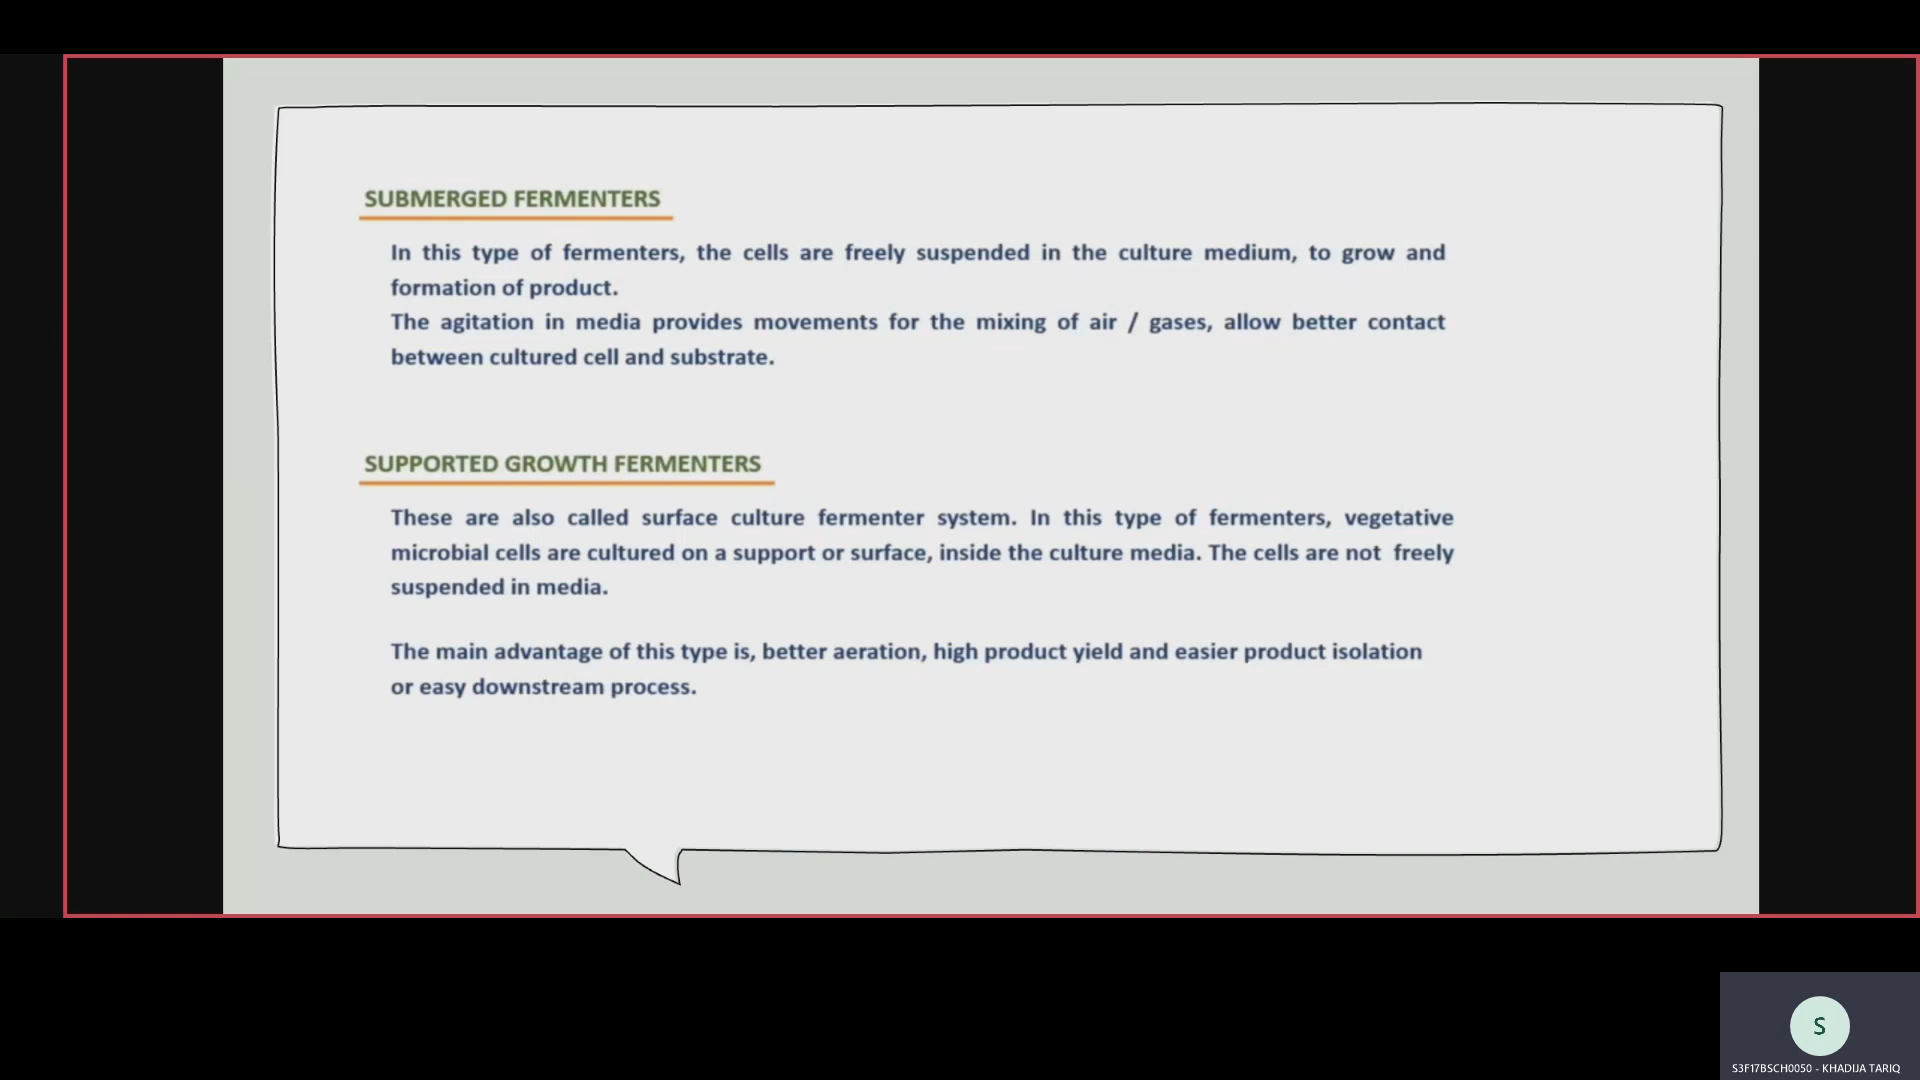 SUBMERGED FERMENTERS
In this type of fermenters, the cells are freely suspended in the culture medium, to grow and
formation of product.
The agitation in media provides movements for the mixing of air / gases, allow better contact
between cultured cell and substrate.
SUPPORTED GROWTH FERMENTERS
These are also called surface culture fermenter system. In this type of fermenters, vegetative
microbial cells are cultured on a support or surface, inside the culture media. The cells are not freely
suspended in media.
The main advantage of this type is, better aeration, high product yield and easier product isolation
or easy downstream process.
S
S3F17BSCH0050 - KHADIJA TARIQ